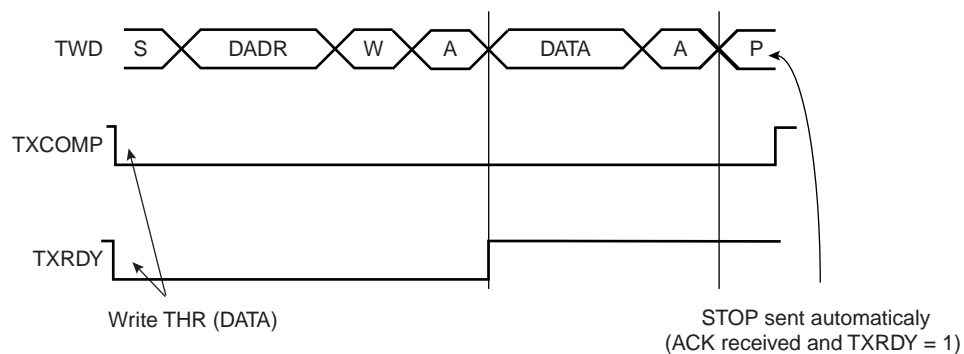 TWD S DADR W A DATA A P
TXCOMP
TXRDY
Write THR (DATA)
STOP sent automaticaly
(ACK received and TXRDY = 1)